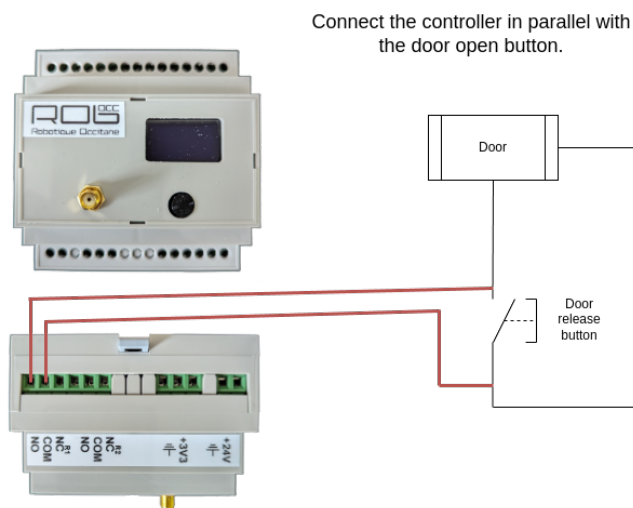 Connect the controller in parallel with
the door open button.
ROB OCC
Robotique Occitane
Door
Door
release
button
NO
COM
NC R1
NO
COM
NC R2
+3V3
+24V